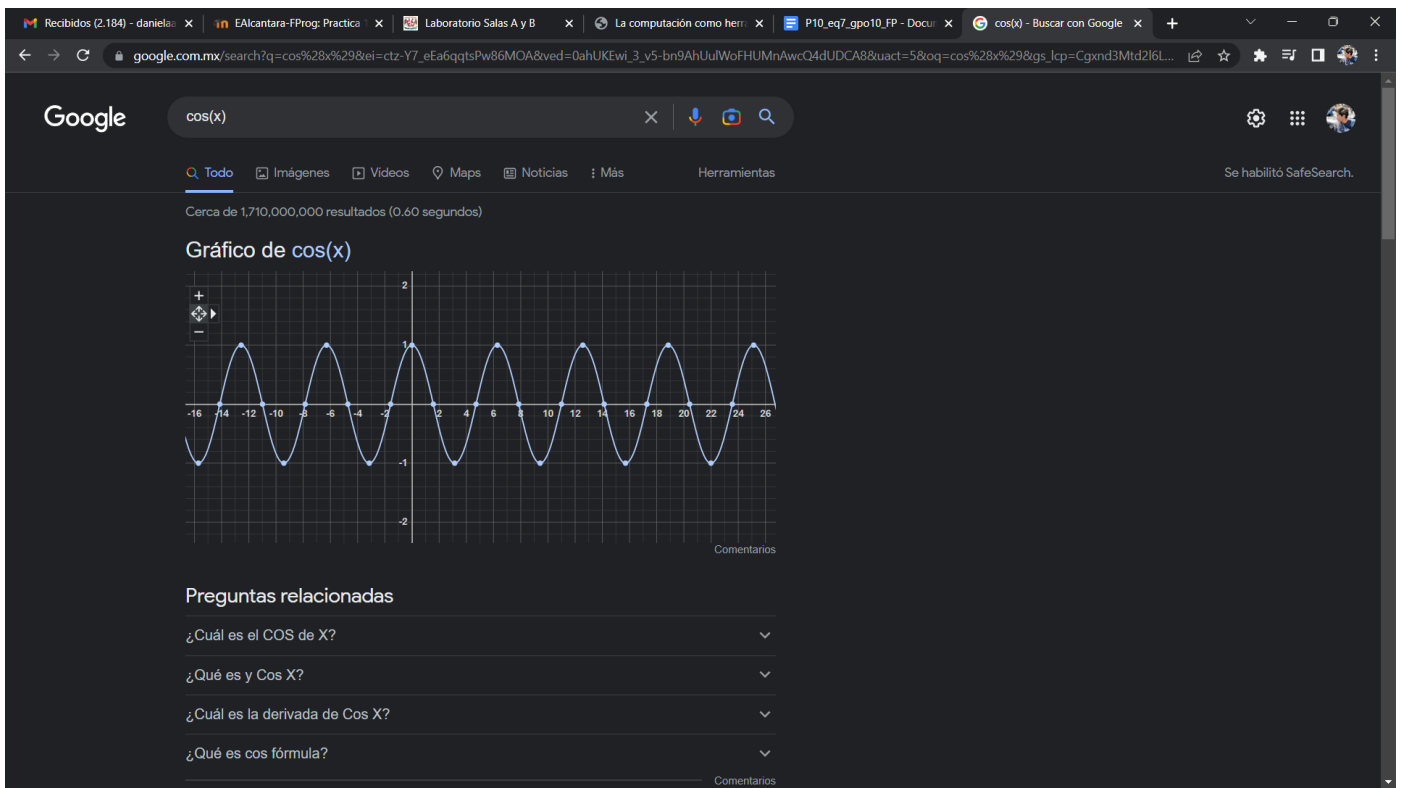 Recibidos (2.184) - danielaa
EAlcantara-FProg: Practica 1
Laboratorio Salas A y B
La computación como herra
P10_eq7_gpo10_FP - Docum
cos(x) - Buscar con Google
google.com.mx/search?q=cos%28x%29&ei=ctz-Y7_eEa6qqtsPw86MOA&ved=0ahUKEwi_3_v5-bn9AhUulWoFHUMnAwcQ4dUDCA8&uact=5&oq=cos%28x%29&gs_lcp=Cgxnd3Mtd2l6L...
Google
cos(x)
Todo
Imágenes
Videos
Maps
Noticias
Más
Herramientas
Se habilitó SafeSearch.
Cerca de 1,710,000,000 resultados (0.60 segundos)
Gráfico de cos(x)
2
1
-16 -14 -12 -10 -8 -6 -4 -2 2 4 6 8 10 12 14 16 18 20 22 24 26
-1
-2
Comentarios
Preguntas relacionadas
¿Cuál es el COS de X?
¿Qué es y Cos X?
¿Cuál es la derivada de Cos X?
¿Qué es cos fórmula?
Comentarios